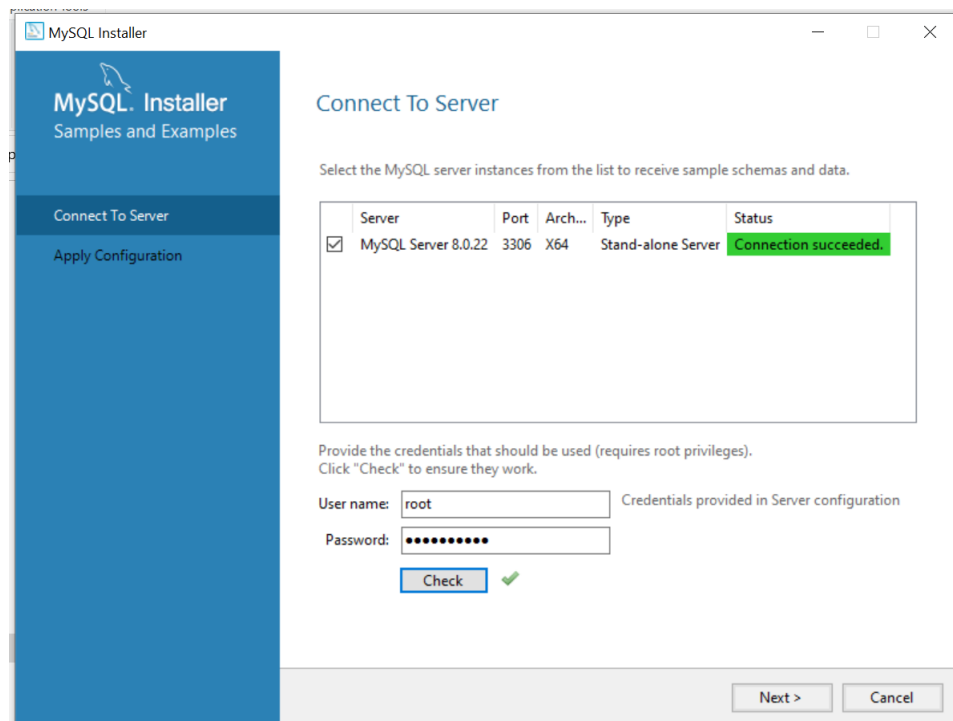 MySQL Installer
MySQL. Installer
Samples and Examples
Connect To Server
Apply Configuration
Connect To Server
Select the MySQL server instances from the list to receive sample schemas and data.
Server Port Arch... Type Status
MySQL Server 8.0.22 3306 X64 Stand-alone Server Connection succeeded.
Provide the credentials that should be used (requires root privileges).
Click "Check" to ensure they work.
User name: root Credentials provided in Server configuration
Password: ●●●●●●●●●●
Check
Next > Cancel